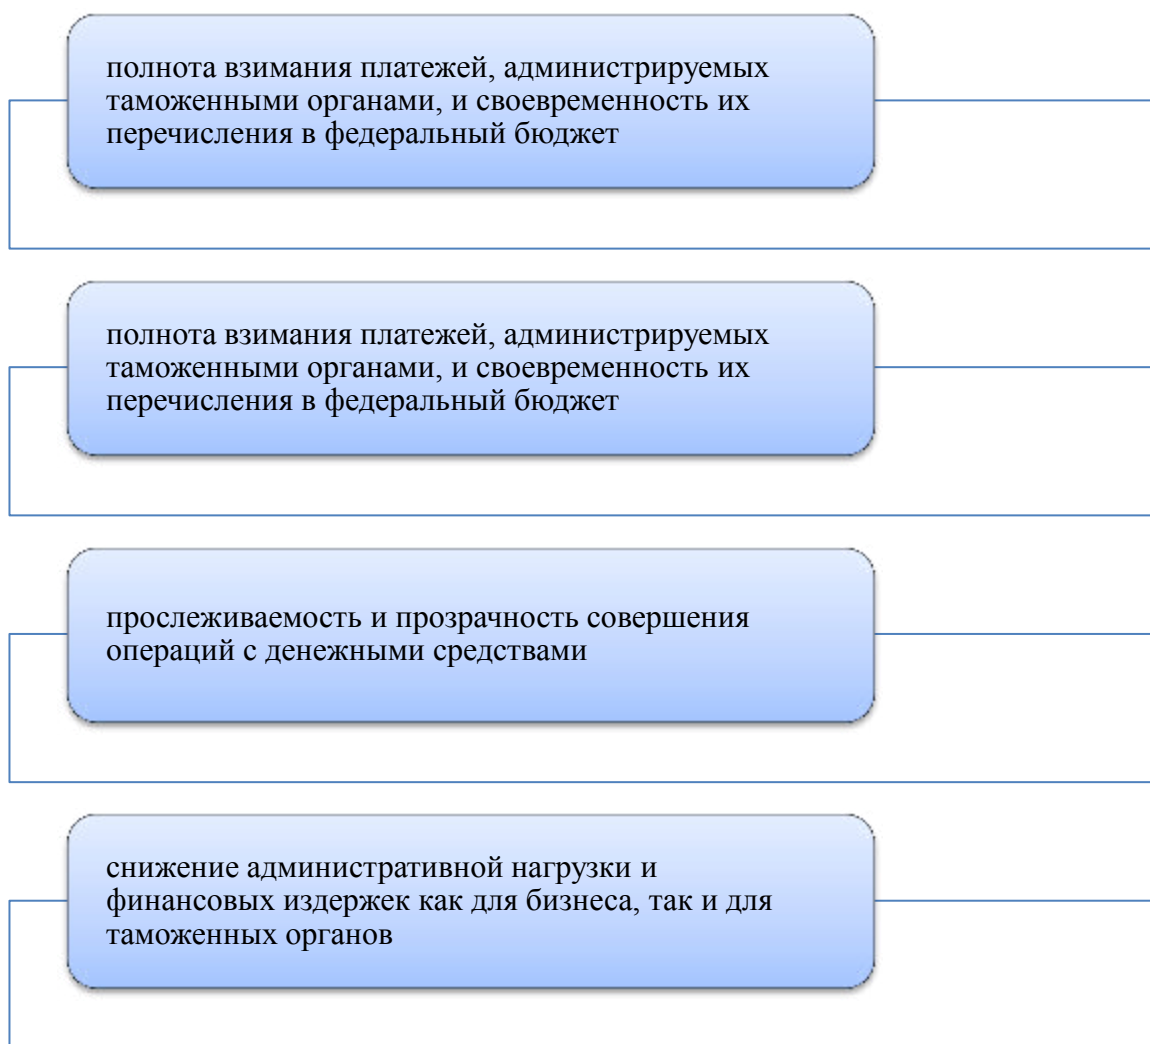 полнота взимания платежей, администрируемых
таможенными органами, и своевременность их
перечисления в федеральный бюджет
полнота взимания платежей, администрируемых
таможенными органами, и своевременность их
перечисления в федеральный бюджет
прослеживаемость и прозрачность совершения
операций с денежными средствами
снижение административной нагрузки и
финансовых издержек как для бизнеса, так и для
таможенных органов